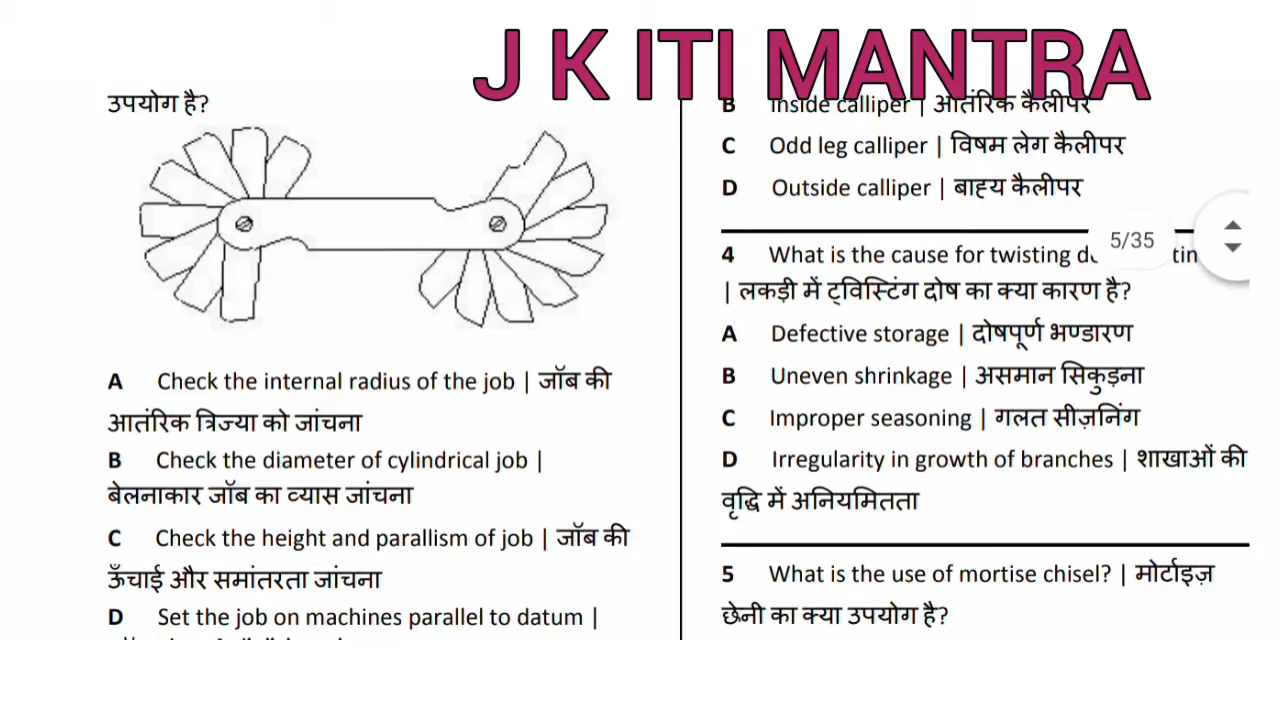 J K ITI MANTRA
उपयोग है?
A Check the internal radius of the job | जॉब की
आतंरिक त्रिज्या को जांचना
B Check the diameter of cylindrical job |
बेलनाकार जॉब का व्यास जांचना
C Check the height and parallism of job | जॉब की
ऊँचाई और समांतरता जांचना
D Set the job on machines parallel to datum |
B Inside calliper | आतंरिक कैलीपर
C Odd leg calliper | विषम लेग कैलीपर
D Outside calliper | बाह्य कैलीपर
5/35
4 What is the cause for twisting
| लकड़ी में ट्विस्टिंग दोष का क्या कारण है?
A Defective storage | दोषपूर्ण भण्डारण
B Uneven shrinkage | असमान सिकुड़ना
C Improper seasoning | गलत सीज़निंग
D Irregularity in growth of branches | शाखाओं की
वृद्धि में अनियमितता
5 What is the use of mortise chisel? | मोर्टाइज़
छेनी का क्या उपयोग है?